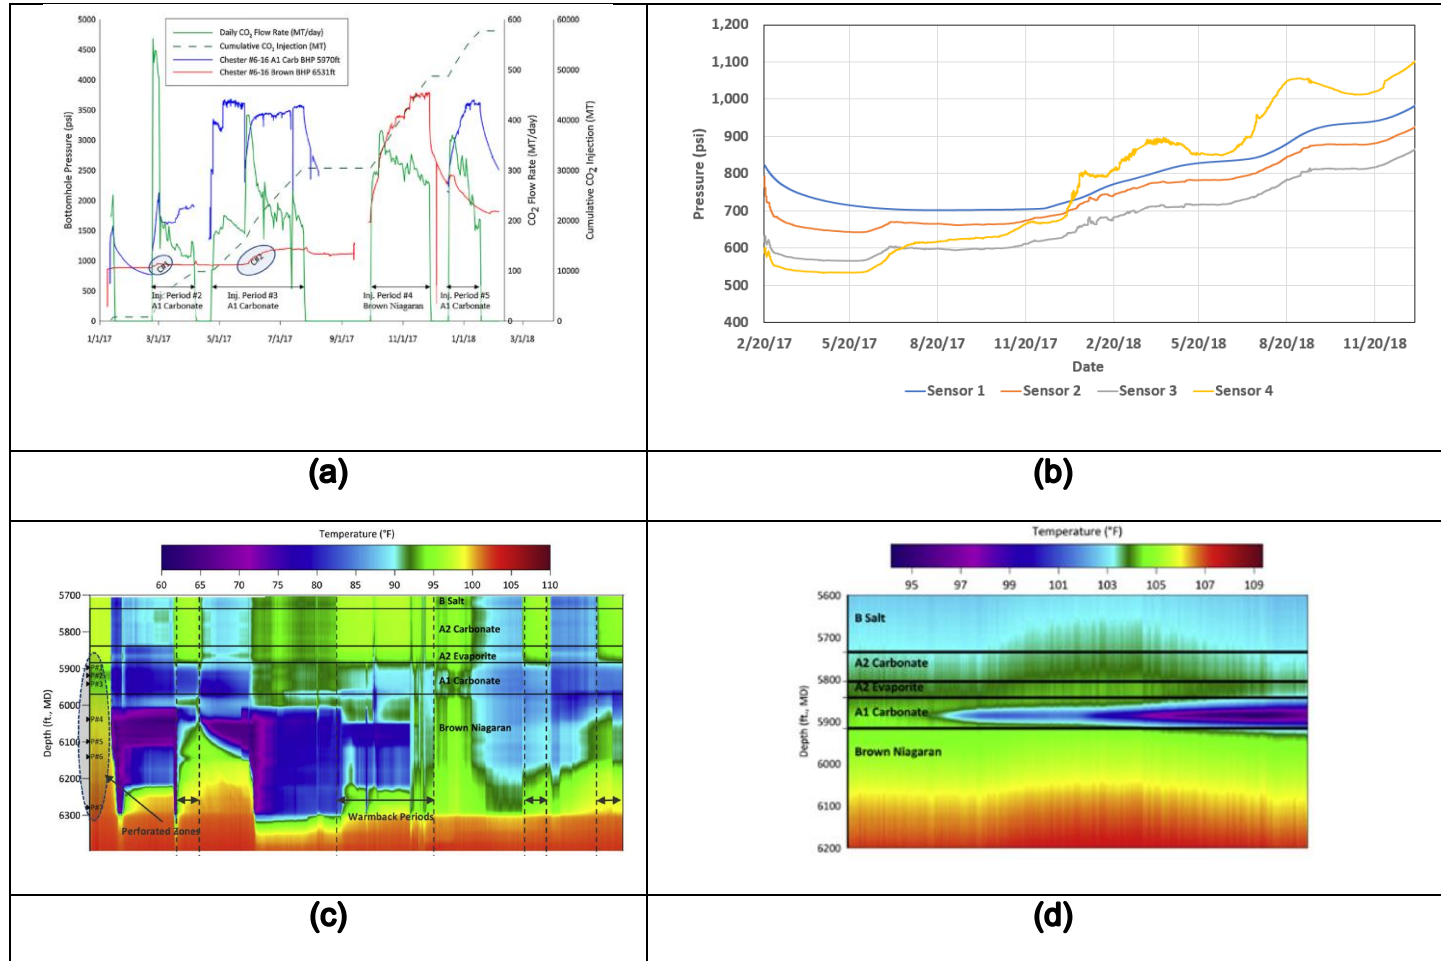 5000
4500
4000
3500
3000
2500
2000
1500
1000
500
0
Bottomhole Pressure (psi)
Daily CO2 Flow Rate (MT/day)
Cumulative CO2 Injection (MT)
Chester #6-16 A1 Carb BHP 5970ft
Chester #6-16 Brown BHP 6531ft
600
500
400
300
200
100
0
CO2 Flow Rate (MT/day)
60000
50000
40000
30000
20000
10000
0
Cumulative CO2 Injection (MT)
Inj: Period #2
A1 Carbonate
Inj. Period #3
A1 Carbonate
Inj. Period #4
Brown Niagaran
Inj. Period #5
A1 Carbonate
1/1/17 3/1/17 5/1/17 7/1/17 9/1/17 11/1/17 1/1/18 3/1/18
(a)
1,200
1,100
1,000
900
800
700
600
500
400
Pressure (psi)
2/20/17 5/20/17 8/20/17 11/20/17 2/20/18 5/20/18 8/20/18 11/20/18
Date
Sensor 1 Sensor 2 Sensor 3 Sensor 4
(b)
Temperature (°F)
60 65 70 75 80 85 90 95 100 105 110
5700
5800
5900
6000
6100
6200
6300
Depth (ft., MD)
B Salt
A2 Carbonate
A2 Evaporite
A1 Carbonate
Brown Niagaran
P#4
P#5
P#6
Perforated Zones
Warmback Periods
(c)
Temperature (°F)
95 97 99 101 103 105 107 109
5600
5700
5800
5900
6000
6100
6200
Depth (ft., MD)
B Salt
A2 Carbonate
A2 Evaporite
A1 Carbonate
Brown Niagaran
(d)